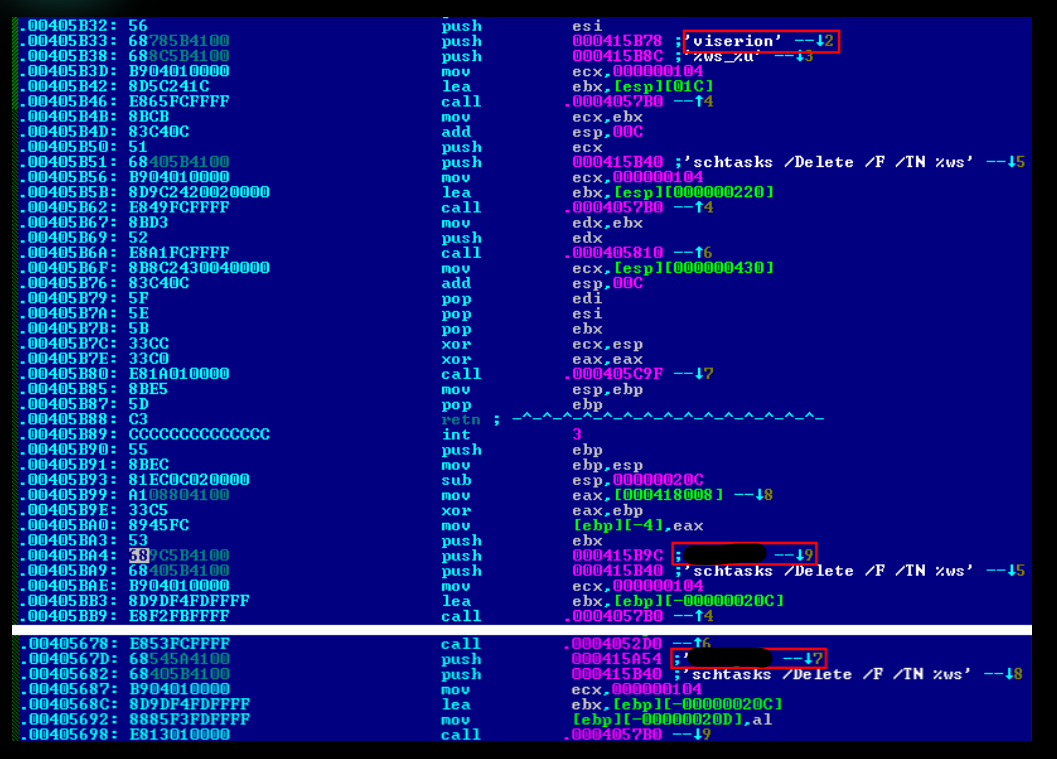 .00405B32: 56 push esi
.00405B33: 68785B4100 push 000415B78 ;'viserion' --↓2
.00405B38: 688C5B4100 push 000415B8C ;'%ws_%u' --↓3
.00405B3D: B904010000 mov ecx,000000104
.00405B42: 8D5C241C lea ebx,[esp][01C]
.00405B46: E865FCFFFF call .0004057B0 --↑4
.00405B4B: 8BCB mov ecx,ebx
.00405B4D: 83C40C add esp,00C
.00405B50: 51 push ecx
.00405B51: 68405B4100 push 000415B40 ;'schtasks /Delete /F /TN %ws' --↓5
.00405B56: B904010000 mov ecx,000000104
.00405B5B: 8D9C2420020000 lea ebx,[esp][000000220]
.00405B62: E849FCFFFF call .0004057B0 --↑4
.00405B67: 8BD3 mov edx,ebx
.00405B69: 52 push edx
.00405B6A: E8A1FCFFFF call .000405810 --↑6
.00405B6F: 8B8C2430040000 mov ecx,[esp][000000430]
.00405B76: 83C40C add esp,00C
.00405B79: 5F pop edi
.00405B7A: 5E pop esi
.00405B7B: 5B pop ebx
.00405B7C: 33CC xor ecx,esp
.00405B7E: 33C0 xor eax,eax
.00405B80: E81A010000 call .000405C9F --↓7
.00405B85: 8BE5 mov esp,ebp
.00405B87: 5D pop ebp
.00405B88: C3 retn ; -^-^-^-^-^-^-^-^-^-^-^-^-^-^-^-^-
.00405B89: CCCCCCCCCCCCCC int 3
.00405B90: 55 push ebp
.00405B91: 8BEC mov ebp,esp
.00405B93: 81EC0C020000 sub esp,00000020C
.00405B99: A108804100 mov eax,[000418008] --↓8
.00405B9E: 33C5 xor eax,ebp
.00405BA0: 8945FC mov [ebp][-4],eax
.00405BA3: 53 push ebx
.00405BA4: 689C5B4100 push 000415B9C ; --↓9
.00405BA9: 68405B4100 push 000415B40 ;'schtasks /Delete /F /TN %ws' --↓5
.00405BAE: B904010000 mov ecx,000000104
.00405BB3: 8D9DF4FDFFFF lea ebx,[ebp][-00000020C]
.00405BB9: E8F2FBFFFF call .0004057B0 --↑4
.00405678: E853FCFFFF call .0004052D0 --↑6
.0040567D: 68545A4100 push 000415A54 ;' --↓7
.00405682: 68405B4100 push 000415B40 ;'schtasks /Delete /F /TN %ws' --↓8
.00405687: B904010000 mov ecx,000000104
.0040568C: 8D9DF4FDFFFF lea ebx,[ebp][-00000020C]
.00405692: 8885F3FDFFFF mov [ebp][-00000020D],al
.00405698: E813010000 call .0004057B0 --↓9